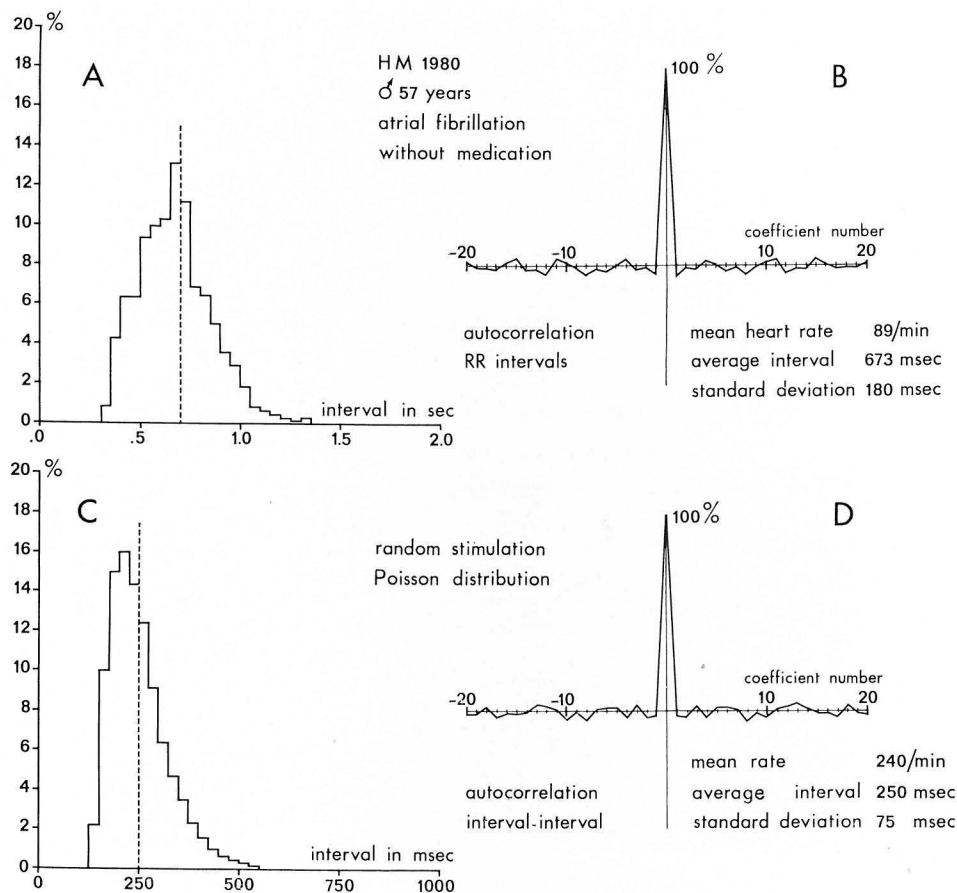 %
20
18
16
14
12
10
8
6
4
2
0
A
.0
.5
1.0
1.5
2.0
interval in sec
H M 1980
♂ 57 years
atrial fibrillation
without medication
B
100 %
coefficient number
-20
-10
10
20
autocorrelation
RR intervals
mean heart rate 89/min
average interval 673 msec
standard deviation 180 msec
%
20
18
16
14
12
10
8
6
4
2
0
C
0
250
500
750
1000
interval in msec
random stimulation
Poisson distribution
D
100%
coefficient number
-20
-10
10
20
autocorrelation
interval-interval
mean rate 240/min
average interval 250 msec
standard deviation 75 msec